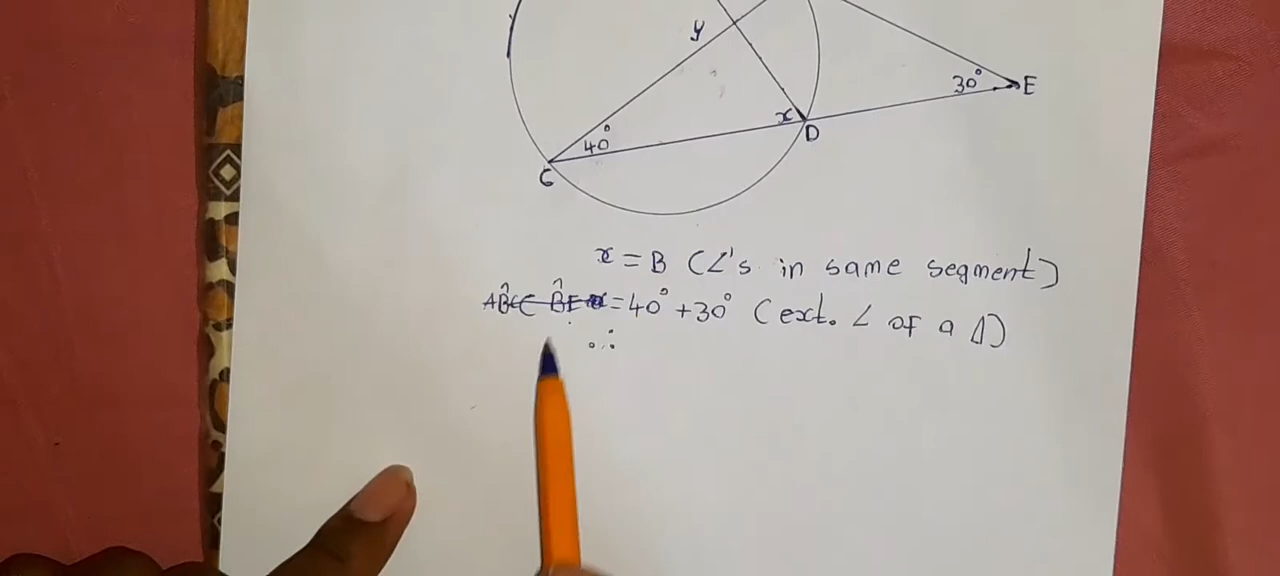 y
30° E
x
D
40°
C
x = B (∠'s in same segment)
= 40° + 30° (ext. ∠ of a Δ)
∴